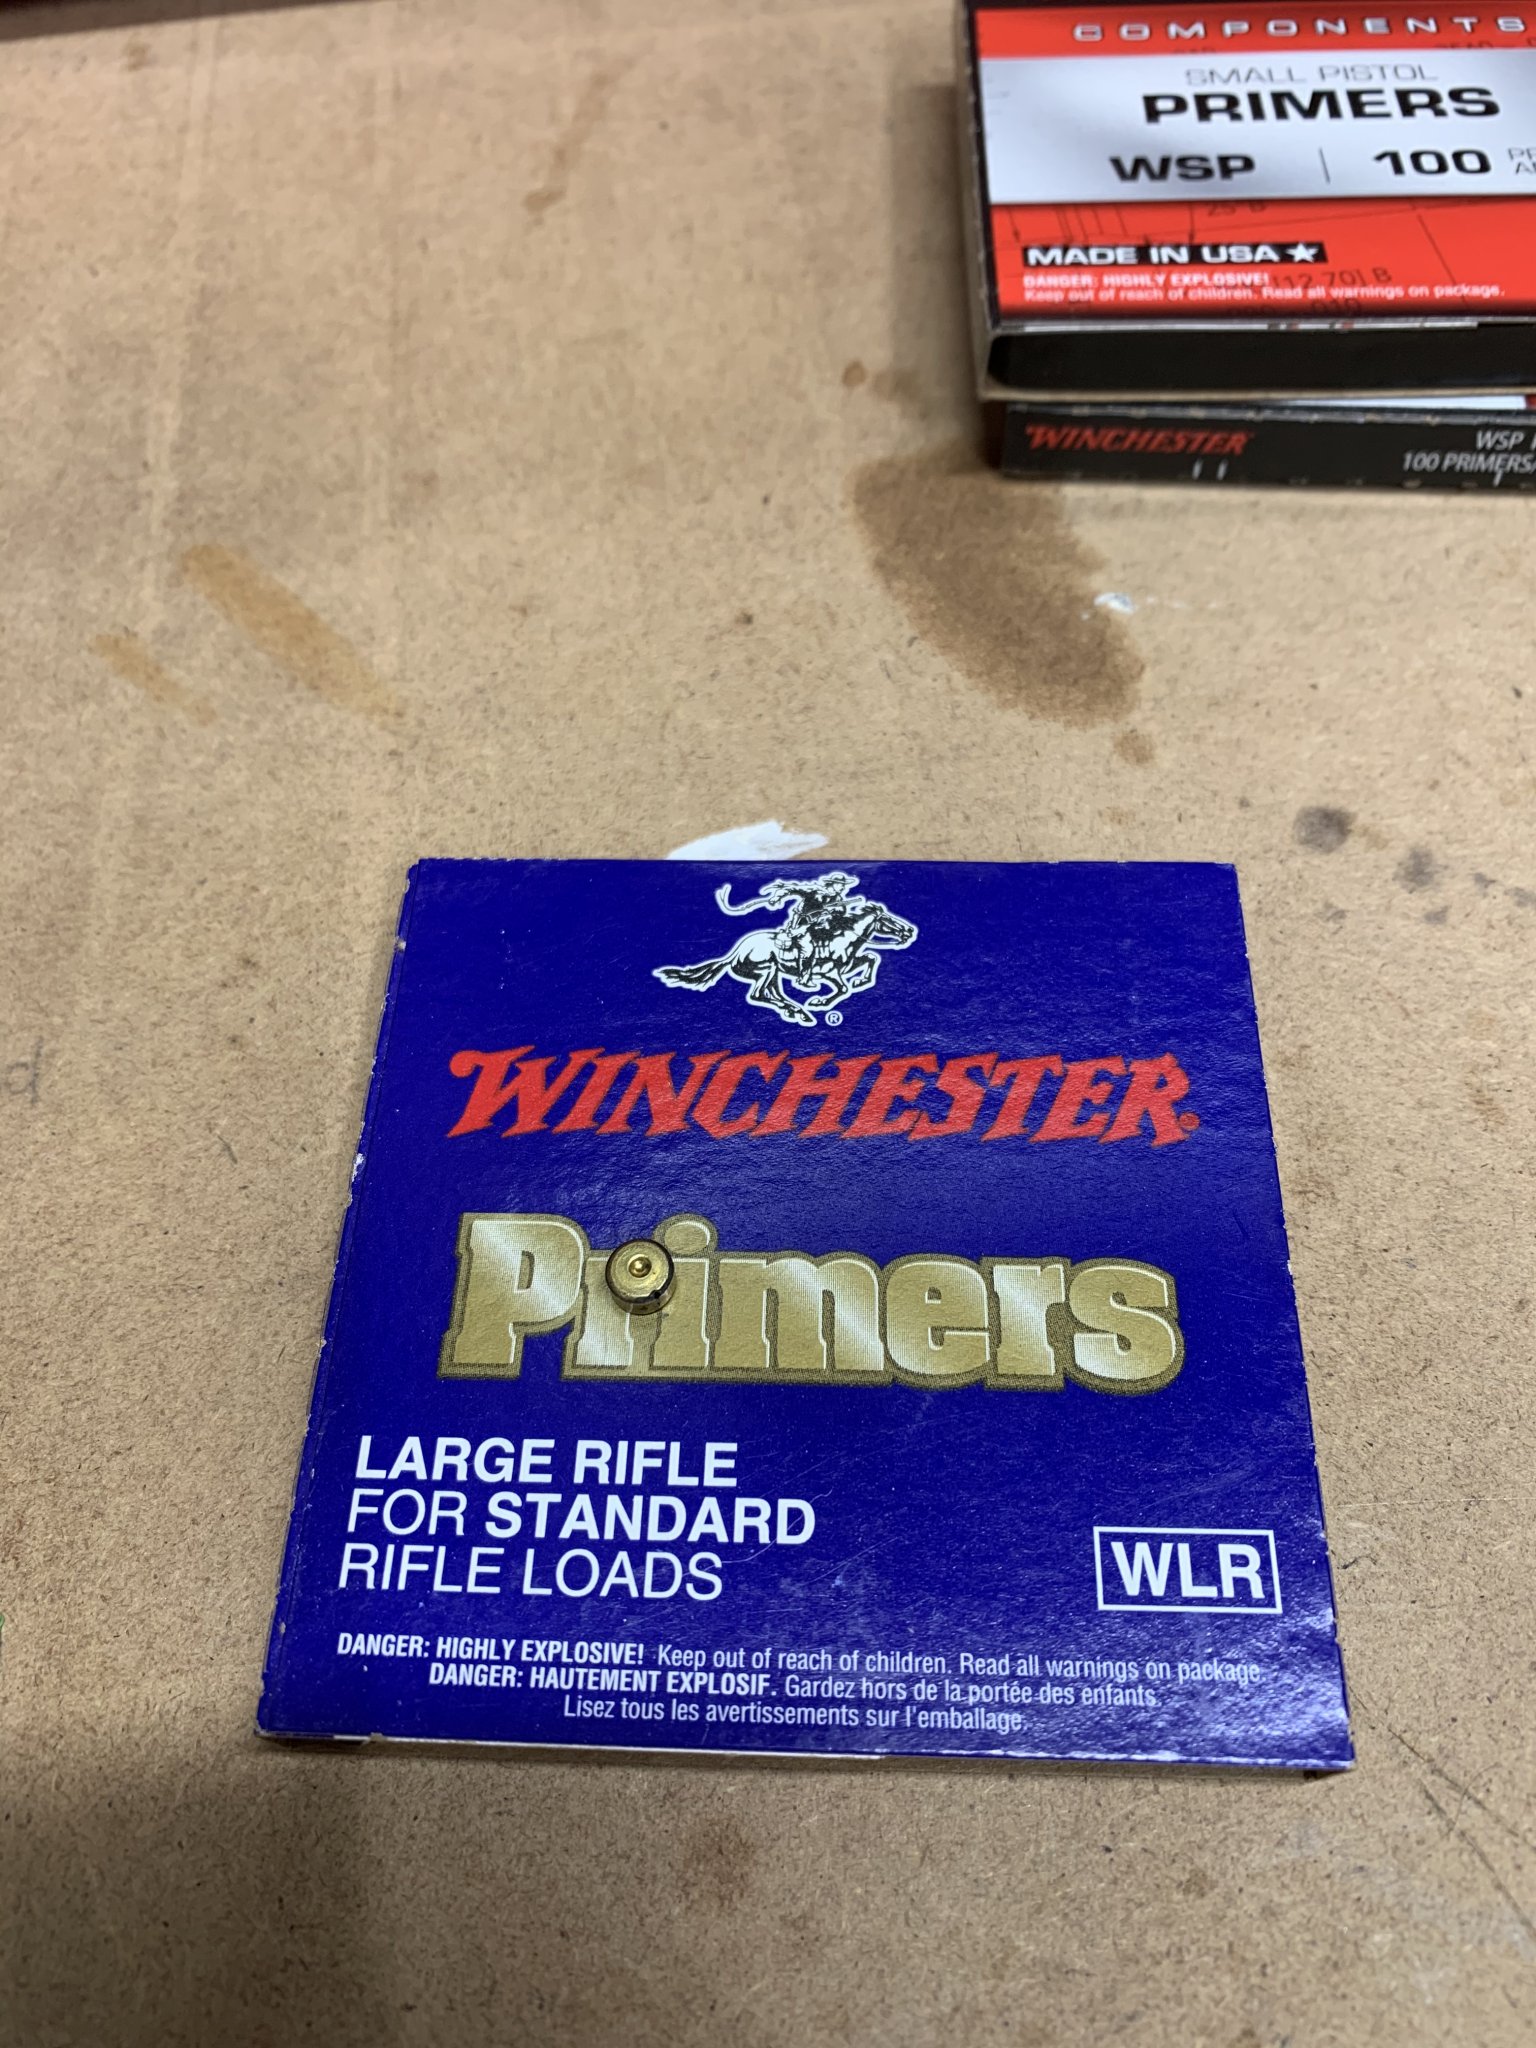 COMPONENTS
SMALL PISTOL
PRIMERS
WSP | 100
MADE IN USA
DANGER: HIGHLY EXPLOSIVE!
Keep out of reach of children. Read all warnings on package.
WINCHESTER
WSP
100 PRIMERS
®
WINCHESTER
Primers
LARGE RIFLE
FOR STANDARD
RIFLE LOADS
WLR
DANGER: HIGHLY EXPLOSIVE! Keep out of reach of children. Read all warnings on package.
DANGER: HAUTEMENT EXPLOSIF. Gardez hors de la portée des enfants.
Lisez tous les avertissements sur l'emballage.